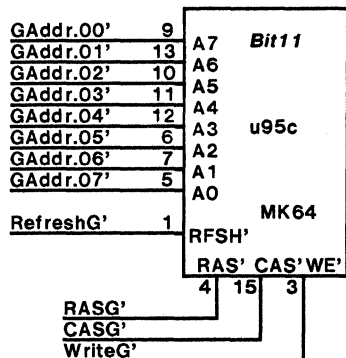 GAddr.00' 9 A7 Bit11
GAddr.01' 13 A6
GAddr.02' 10 A5
GAddr.03' 11 A4
GAddr.04' 12 A3 u95c
GAddr.05' 6 A2
GAddr.06' 7 A1
GAddr.07' 5 A0
MK64
RefreshG' 1 RFSH'
RAS' CAS' WE'
4 15 3
RASG'
CASG'
WriteG'